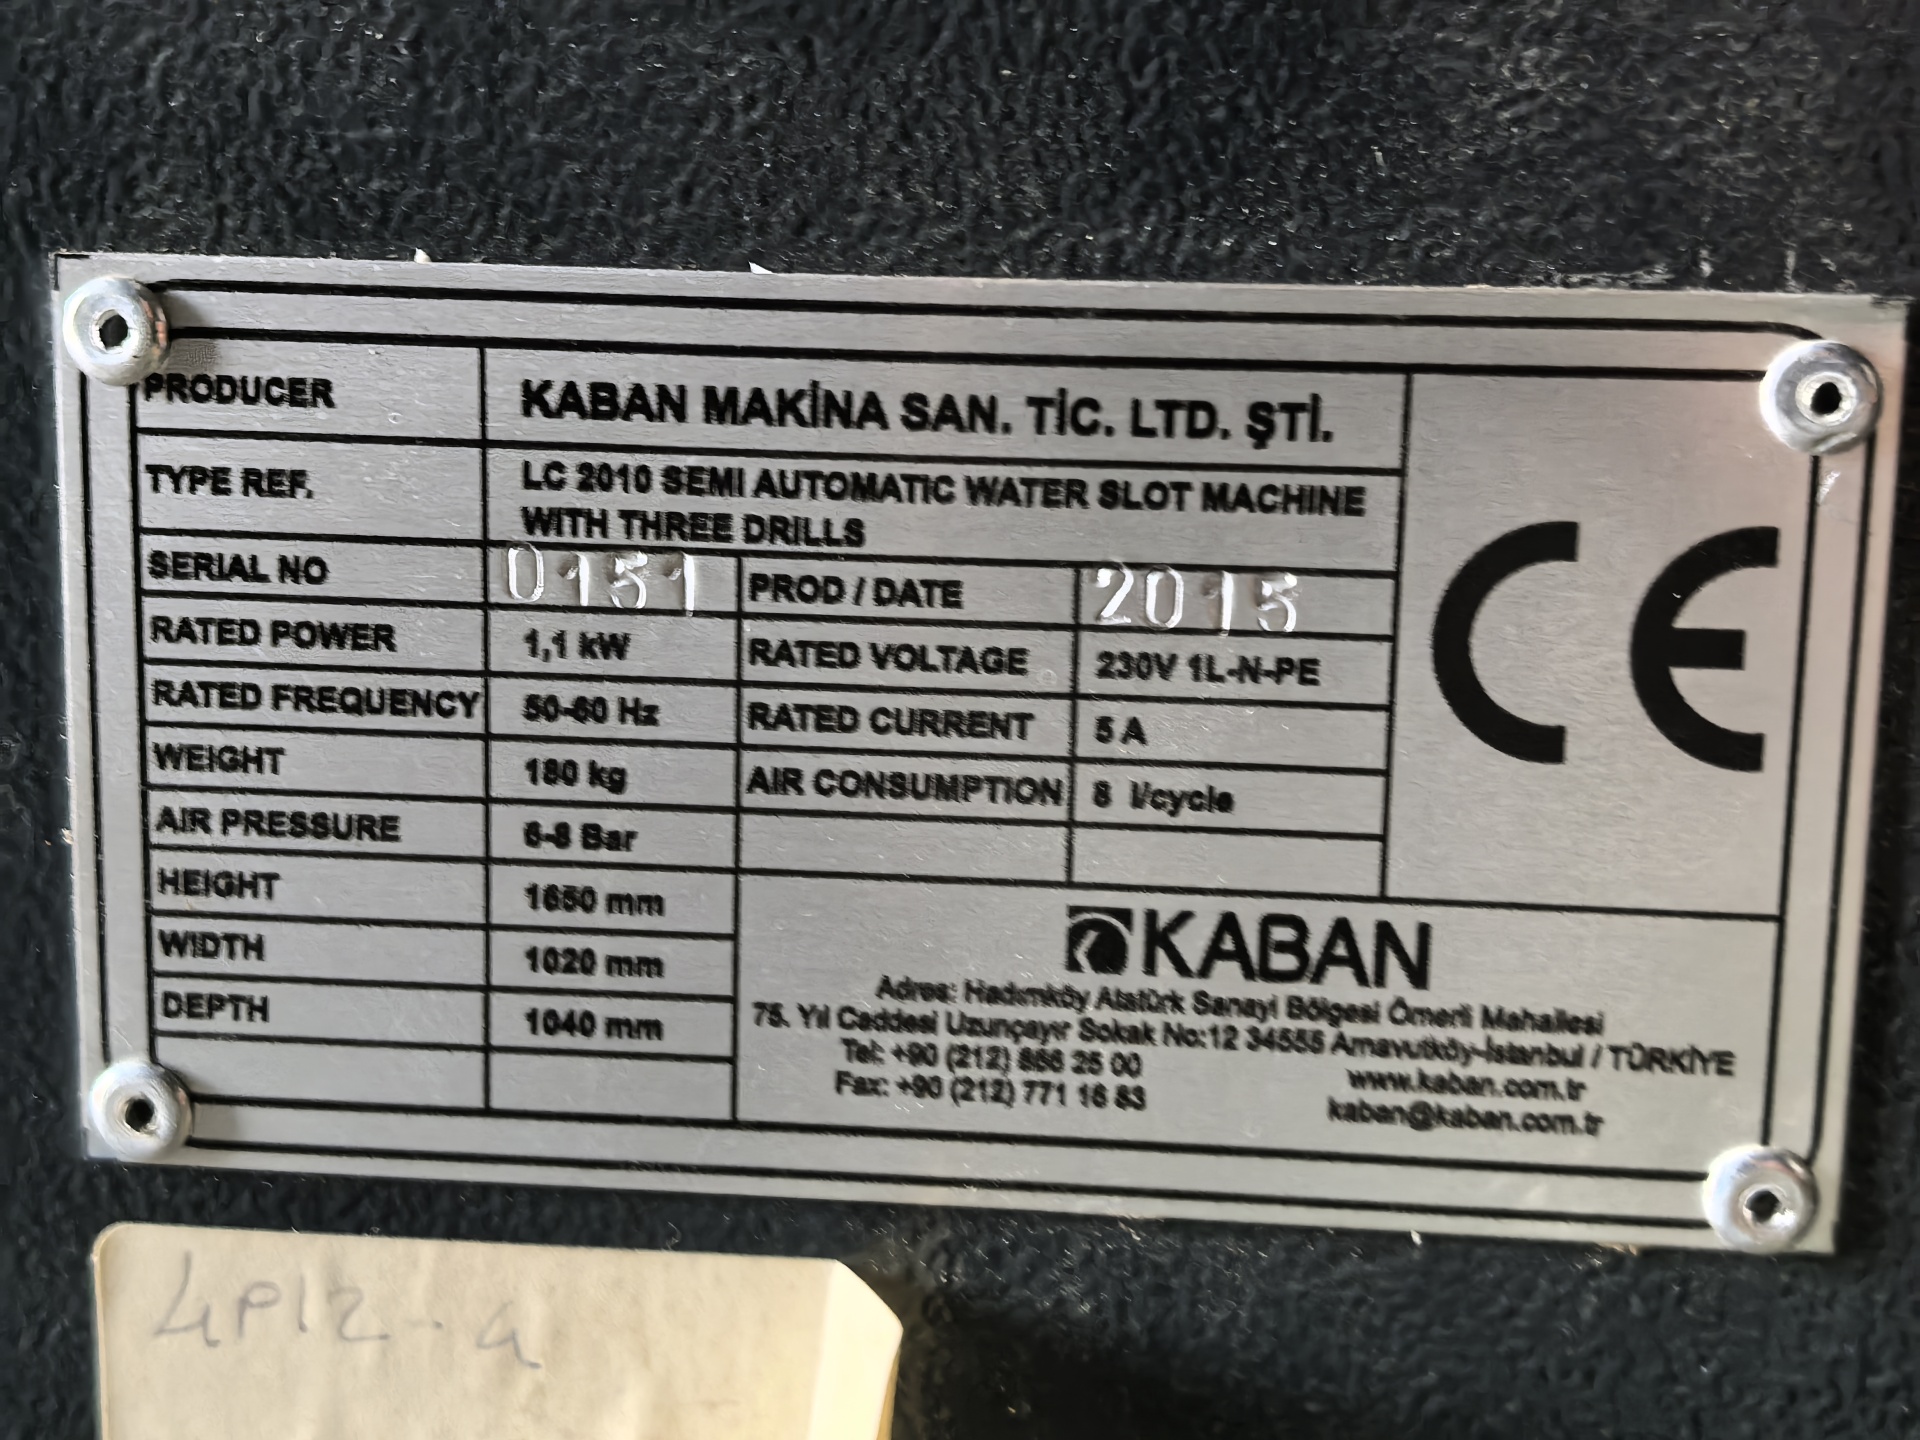 PRODUCER KABAN MAKİNA SAN. TİC. LTD. ŞTİ.
TYPE REF. LC 2010 SEMI AUTOMATIC WATER SLOT MACHINE
WITH THREE DRILLS
SERIAL NO 0151 PROD / DATE 2015
RATED POWER 1,1 kW RATED VOLTAGE 230V 1L-N-PE
RATED FREQUENCY 50-60 Hz RATED CURRENT 5 A
WEIGHT 180 kg AIR CONSUMPTION 8 l/cycle
AIR PRESSURE 6-8 Bar
HEIGHT 1650 mm
WIDTH 1020 mm
DEPTH 1040 mm
CE
KABAN
Adres: Hadımköy Atatürk Sanayi Bölgesi Ömerli Mahallesi
75. Yıl Caddesi Uzunçayır Sokak No:12 34555 Arnavutköy-İstanbul / TÜRKİYE
Tel: +90 (212) 866 25 00 www.kaban.com.tr
Fax: +90 (212) 771 16 83 kaban@kaban.com.tr